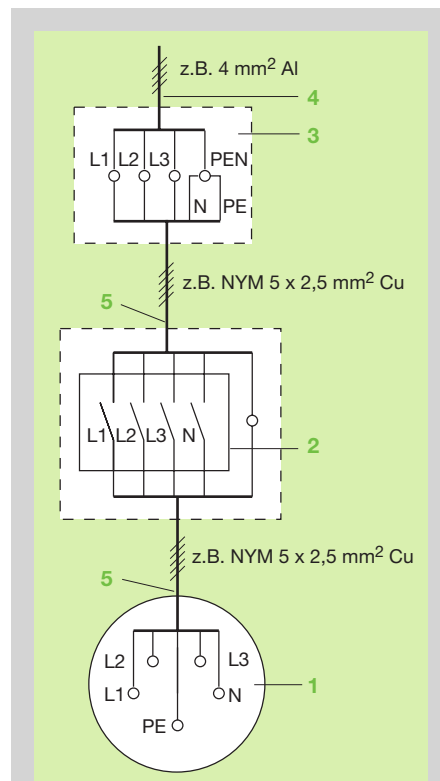 z.B. 4 mm² Al
4
3
L1 L2 L3 PEN
N PE
z.B. NYM 5 x 2,5 mm² Cu
5
L1 L2 L3 N
2
z.B. NYM 5 x 2,5 mm² Cu
5
L2 L3
L1 N
1
PE